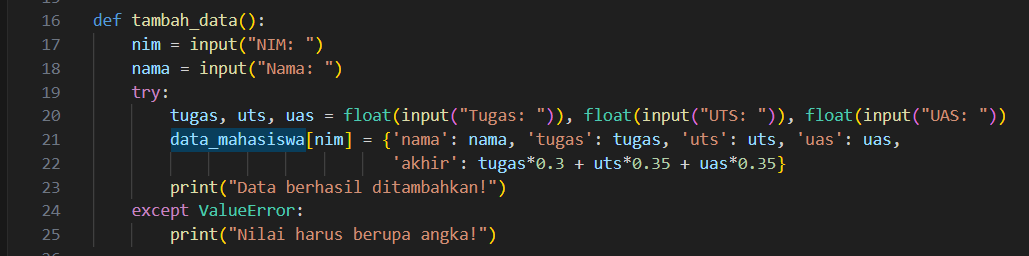 16 def tambah_data():
17 nim = input("NIM: ")
18 nama = input("Nama: ")
19 try:
20 tugas, uts, uas = float(input("Tugas: ")), float(input("UTS: ")), float(input("UAS: "))
21 data_mahasiswa[nim] = {'nama': nama, 'tugas': tugas, 'uts': uts, 'uas': uas,
22 'akhir': tugas*0.3 + uts*0.35 + uas*0.35}
23 print("Data berhasil ditambahkan!")
24 except ValueError:
25 print("Nilai harus berupa angka!")